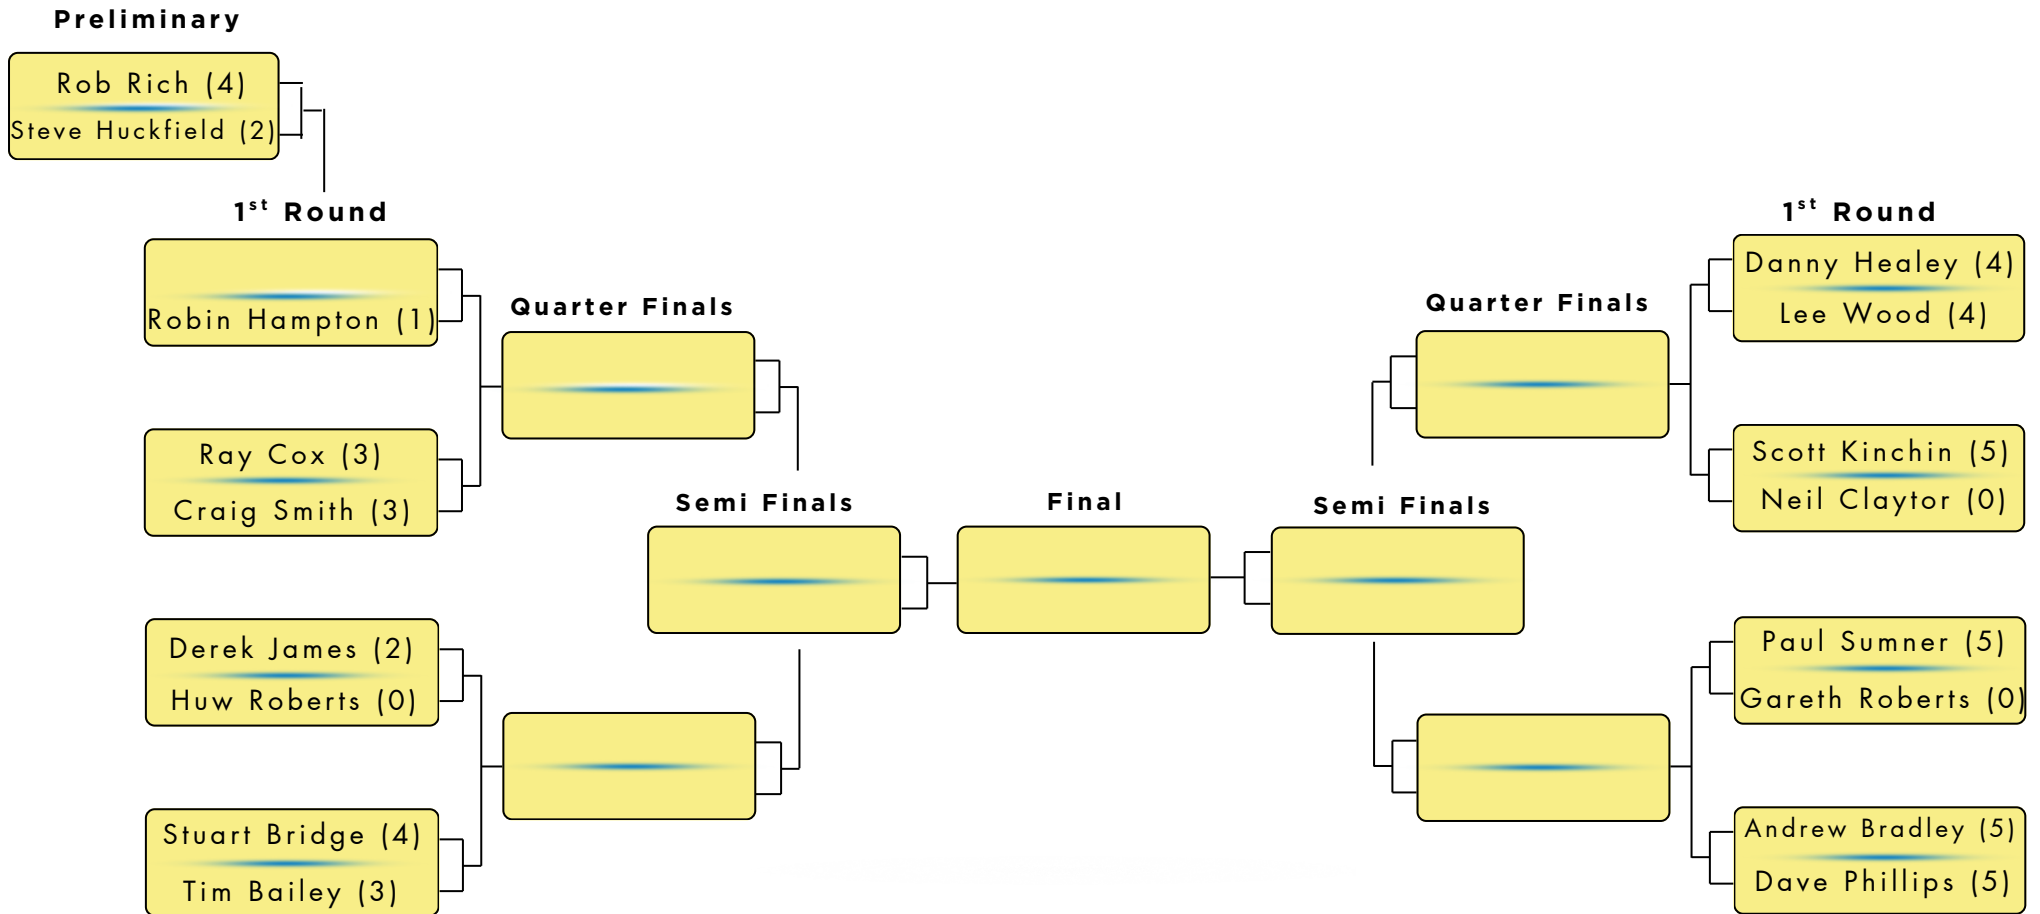 Preliminary
Rob Rich (4)
Steve Huckfield (2)
1st Round
Robin Hampton (1)
Ray Cox (3)
Craig Smith (3)
Derek James (2)
Huw Roberts (0)
Stuart Bridge (4)
Tim Bailey (3)
Quarter Finals
Semi Finals
Final
Semi Finals
Quarter Finals
1st Round
Danny Healey (4)
Lee Wood (4)
Scott Kinchin (5)
Neil Claytor (0)
Paul Sumner (5)
Gareth Roberts (0)
Andrew Bradley (5)
Dave Phillips (5)